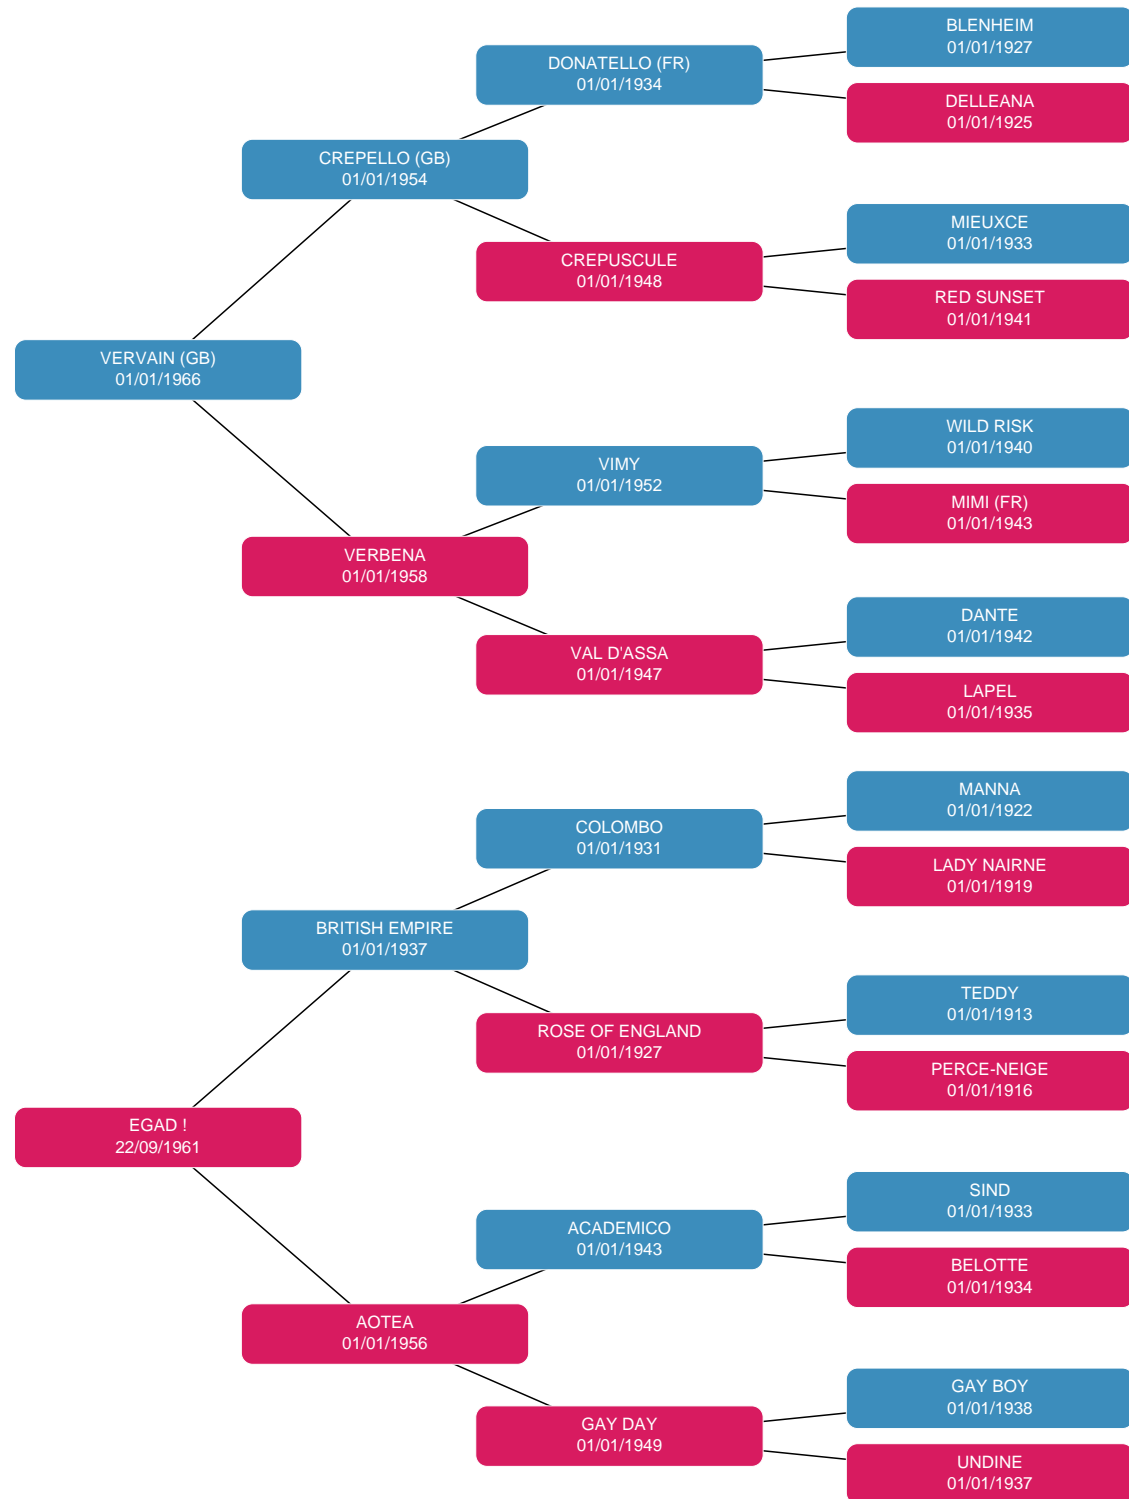 BLENHEIM
01/01/1927
DONATELLO (FR)
01/01/1934
DELLEANA
01/01/1925
CREPELLO (GB)
01/01/1954
MIEUXCE
01/01/1933
CREPUSCULE
01/01/1948
RED SUNSET
01/01/1941
VERVAIN (GB)
01/01/1966
WILD RISK
01/01/1940
VIMY
01/01/1952
MIMI (FR)
01/01/1943
VERBENA
01/01/1958
DANTE
01/01/1942
VAL D'ASSA
01/01/1947
LAPEL
01/01/1935
MANNA
01/01/1922
COLOMBO
01/01/1931
LADY NAIRNE
01/01/1919
BRITISH EMPIRE
01/01/1937
TEDDY
01/01/1913
ROSE OF ENGLAND
01/01/1927
PERCE-NEIGE
01/01/1916
EGAD !
22/09/1961
SIND
01/01/1933
ACADEMICO
01/01/1943
BELOTTE
01/01/1934
AOTEA
01/01/1956
GAY BOY
01/01/1938
GAY DAY
01/01/1949
UNDINE
01/01/1937